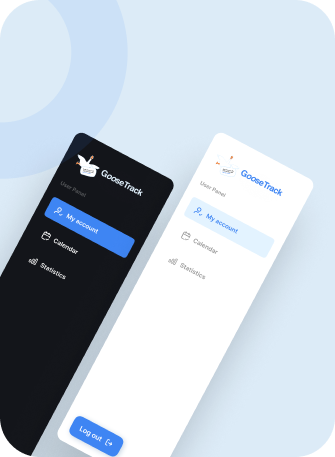 GooseTrack
User Panel
My account
Calendar
Statistics
GooseTrack
User Panel
My account
Calendar
Statistics
Log out